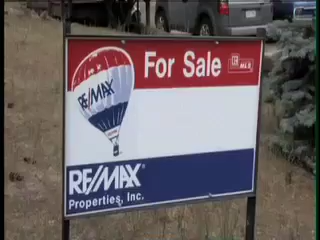 For Sale
MLS
RE/MAX
RE/MAX
Properties, Inc.